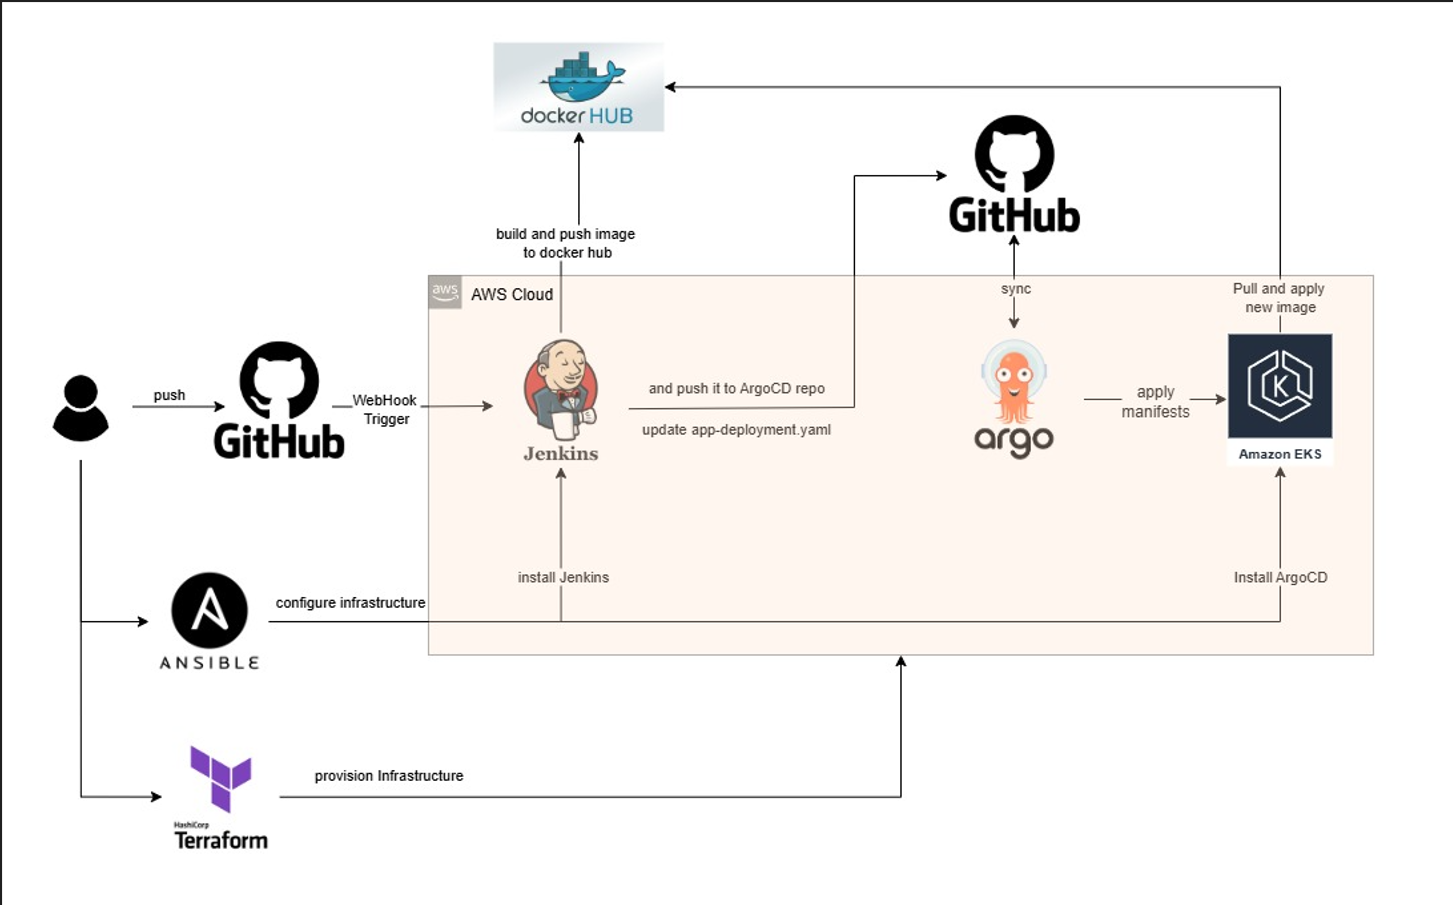 docker HUB
GitHub
build and push image
to docker hub
aws
AWS Cloud
sync
Pull and apply
new image
push
GitHub
WebHook
Trigger
Jenkins
and push it to ArgoCD repo
update app-deployment.yaml
argo
apply
manifests
K
Amazon EKS
install Jenkins
Install ArgoCD
A
ANSIBLE
configure infrastructure
HashiCorp
Terraform
provision Infrastructure